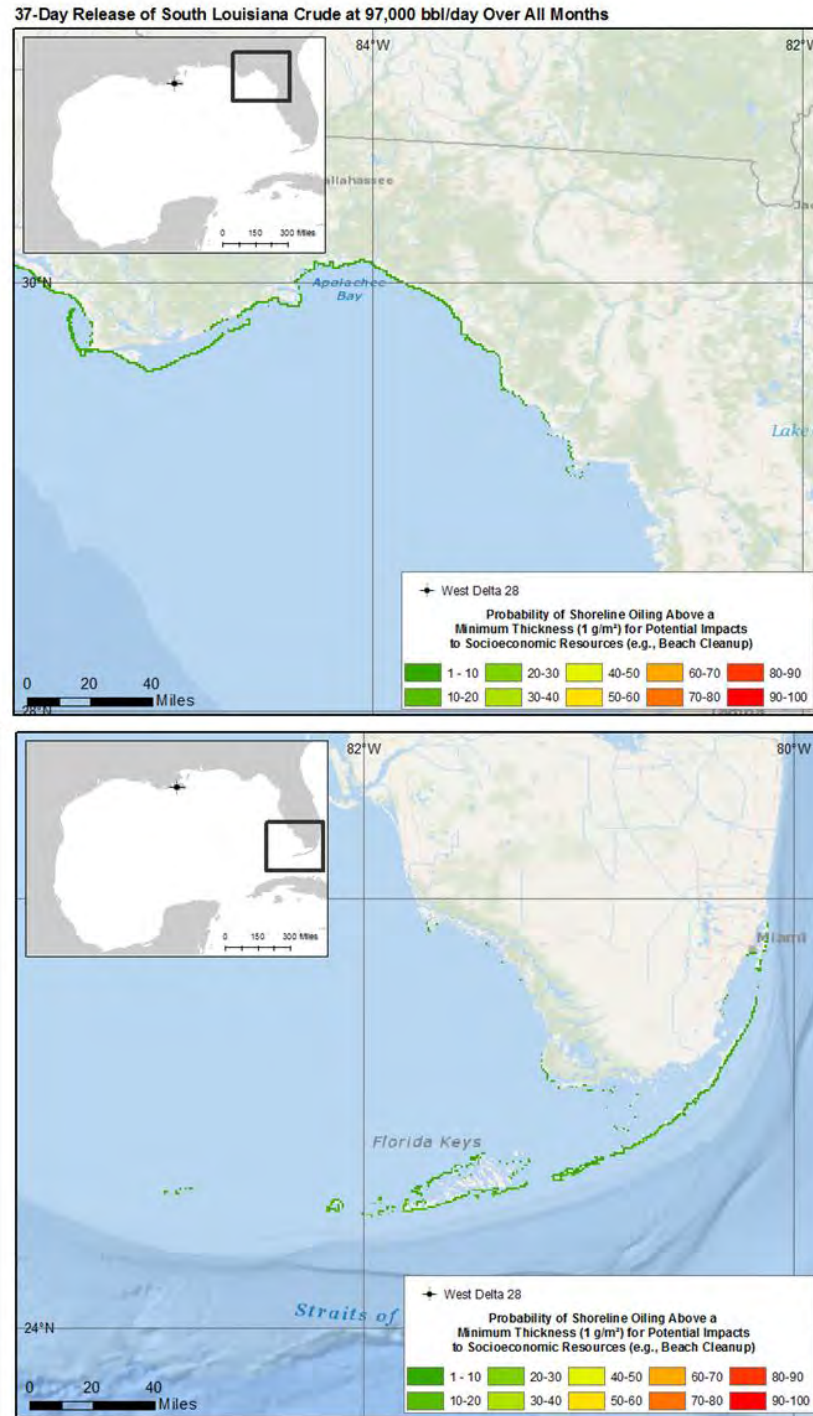 37-Day Release of South Louisiana Crude at 97,000 bbl/day Over All Months
84°W
82°W
0 150 300 Miles
allahassee
Ja
30°N
Apalachee
Bay
Lake
West Delta 28
Probability of Shoreline Oiling Above a
Minimum Thickness (1 g/m²) for Potential Impacts
to Socioeconomic Resources (e.g., Beach Cleanup)
1 - 10 20-30 40-50 60-70 80-90
10-20 30-40 50-60 70-80 90-100
0 20 40
Miles
28°N
82°W
80°W
0 150 300 Miles
Miami
Florida Keys
24°N
Straits of
West Delta 28
Probability of Shoreline Oiling Above a
Minimum Thickness (1 g/m²) for Potential Impacts
to Socioeconomic Resources (e.g., Beach Cleanup)
1 - 10 20-30 40-50 60-70 80-90
10-20 30-40 50-60 70-80 90-100
0 20 40
Miles